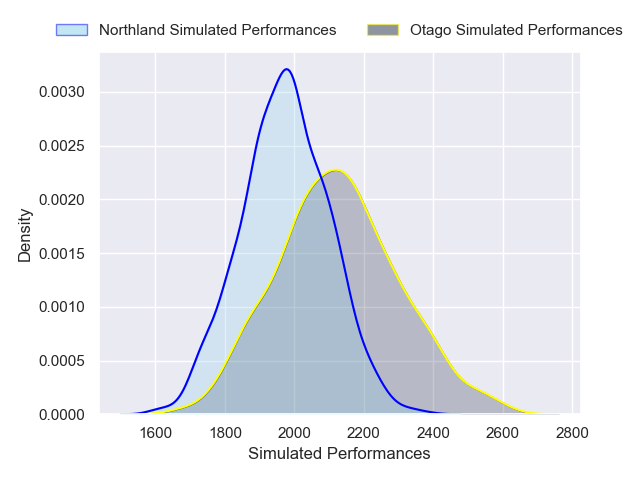 Northland Simulated Performances
Otago Simulated Performances
0.0030
0.0025
0.0020
0.0015
0.0010
0.0005
0.0000
Density
1600 1800 2000 2200 2400 2600 2800
Simulated Performances